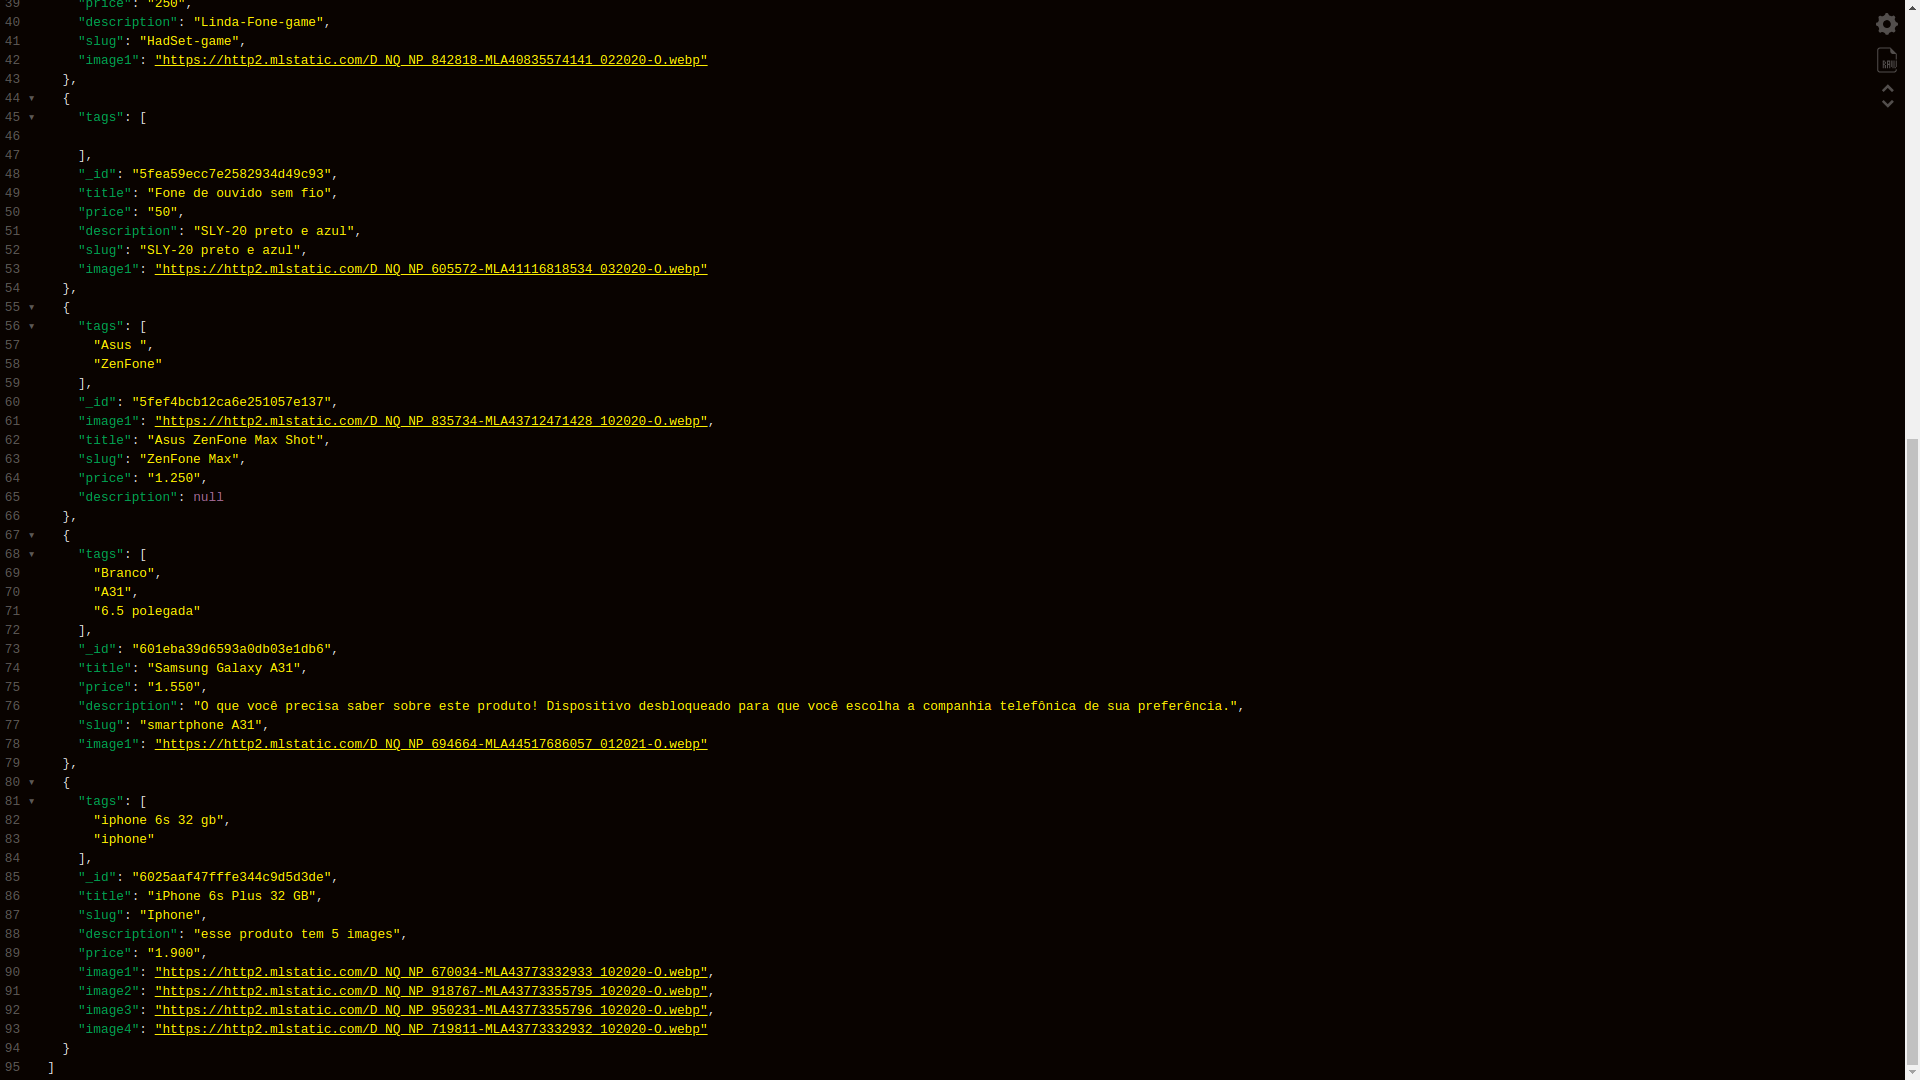 39 "price": "250",
40 "description": "Linda-Fone-game",
41 "slug": "HadSet-game",
42 "image1": "https://http2.mlstatic.com/D_NQ_NP_842818-MLA40835574141_022020-O.webp"
43 },
44 {
45 "tags": [
46
47 ],
48 "_id": "5fea59ecc7e2582934d49c93",
49 "title": "Fone de ouvido sem fio",
50 "price": "50",
51 "description": "SLY-20 preto e azul",
52 "slug": "SLY-20 preto e azul",
53 "image1": "https://http2.mlstatic.com/D_NQ_NP_605572-MLA41116818534_032020-O.webp"
54 },
55 {
56 "tags": [
57 "Asus ",
58 "ZenFone"
59 ],
60 "_id": "5fef4bcb12ca6e251057e137",
61 "image1": "https://http2.mlstatic.com/D_NQ_NP_835734-MLA43712471428_102020-O.webp",
62 "title": "Asus ZenFone Max Shot",
63 "slug": "ZenFone Max",
64 "price": "1.250",
65 "description": null
66 },
67 {
68 "tags": [
69 "Branco",
70 "A31",
71 "6.5 polegada"
72 ],
73 "_id": "601eba39d6593a0db03e1db6",
74 "title": "Samsung Galaxy A31",
75 "price": "1.550",
76 "description": "O que você precisa saber sobre este produto! Dispositivo desbloqueado para que você escolha a companhia telefônica de sua preferência.",
77 "slug": "smartphone A31",
78 "image1": "https://http2.mlstatic.com/D_NQ_NP_694664-MLA44517686057_012021-O.webp"
79 },
80 {
81 "tags": [
82 "iphone 6s 32 gb",
83 "iphone"
84 ],
85 "_id": "6025aaf47fffe344c9d5d3de",
86 "title": "iPhone 6s Plus 32 GB",
87 "slug": "Iphone",
88 "description": "esse produto tem 5 images",
89 "price": "1.900",
90 "image1": "https://http2.mlstatic.com/D_NQ_NP_670034-MLA43773332933_102020-O.webp",
91 "image2": "https://http2.mlstatic.com/D_NQ_NP_918767-MLA43773355795_102020-O.webp",
92 "image3": "https://http2.mlstatic.com/D_NQ_NP_950231-MLA43773355796_102020-O.webp",
93 "image4": "https://http2.mlstatic.com/D_NQ_NP_719811-MLA43773332932_102020-O.webp"
94 }
95 ]
RAW